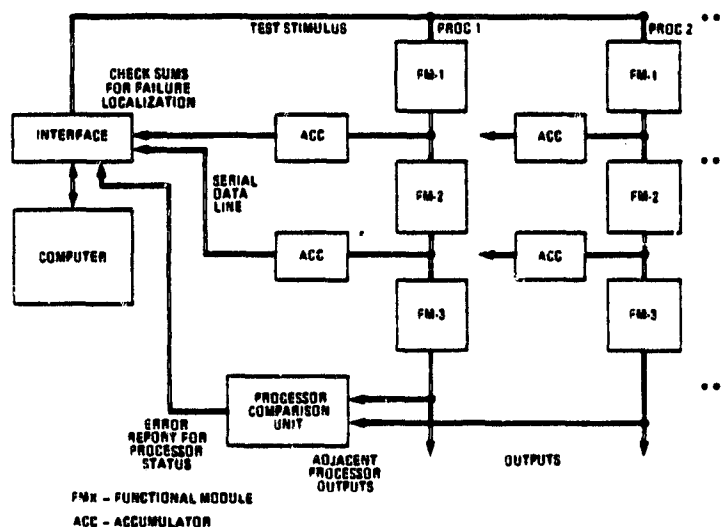 TEST STIMULUS
PROC 1
PROC 2
FM-1
FM-1
CHECK SUMS
FOR FAILURE
LOCALIZATION
INTERFACE
ACC
ACC
SERIAL
DATA
LINE
FM-2
FM-2
COMPUTER
ACC
ACC
FM-3
FM-3
PROCESSOR
COMPARISON
UNIT
ERROR
REPORT FOR
PROCESSOR
STATUS
ADJACENT
PROCESSOR
OUTPUTS
OUTPUTS
FMX - FUNCTIONAL MODULE
ACC - ACCUMULATOR